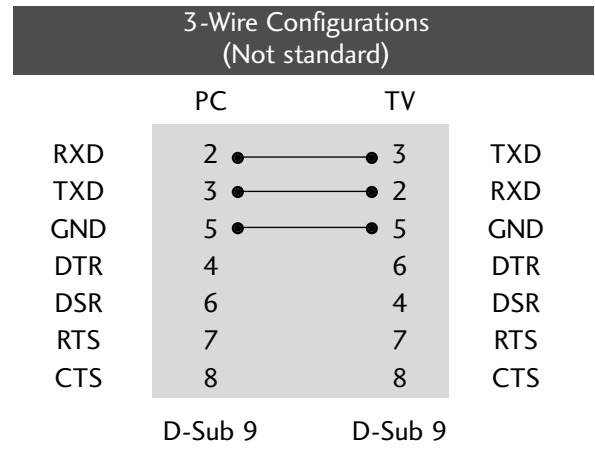 3-Wire Configurations
(Not standard)
PC TV
RXD 2 3 TXD
TXD 3 2 RXD
GND 5 5 GND
DTR 4 6 DTR
DSR 6 4 DSR
RTS 7 7 RTS
CTS 8 8 CTS
D-Sub 9 D-Sub 9